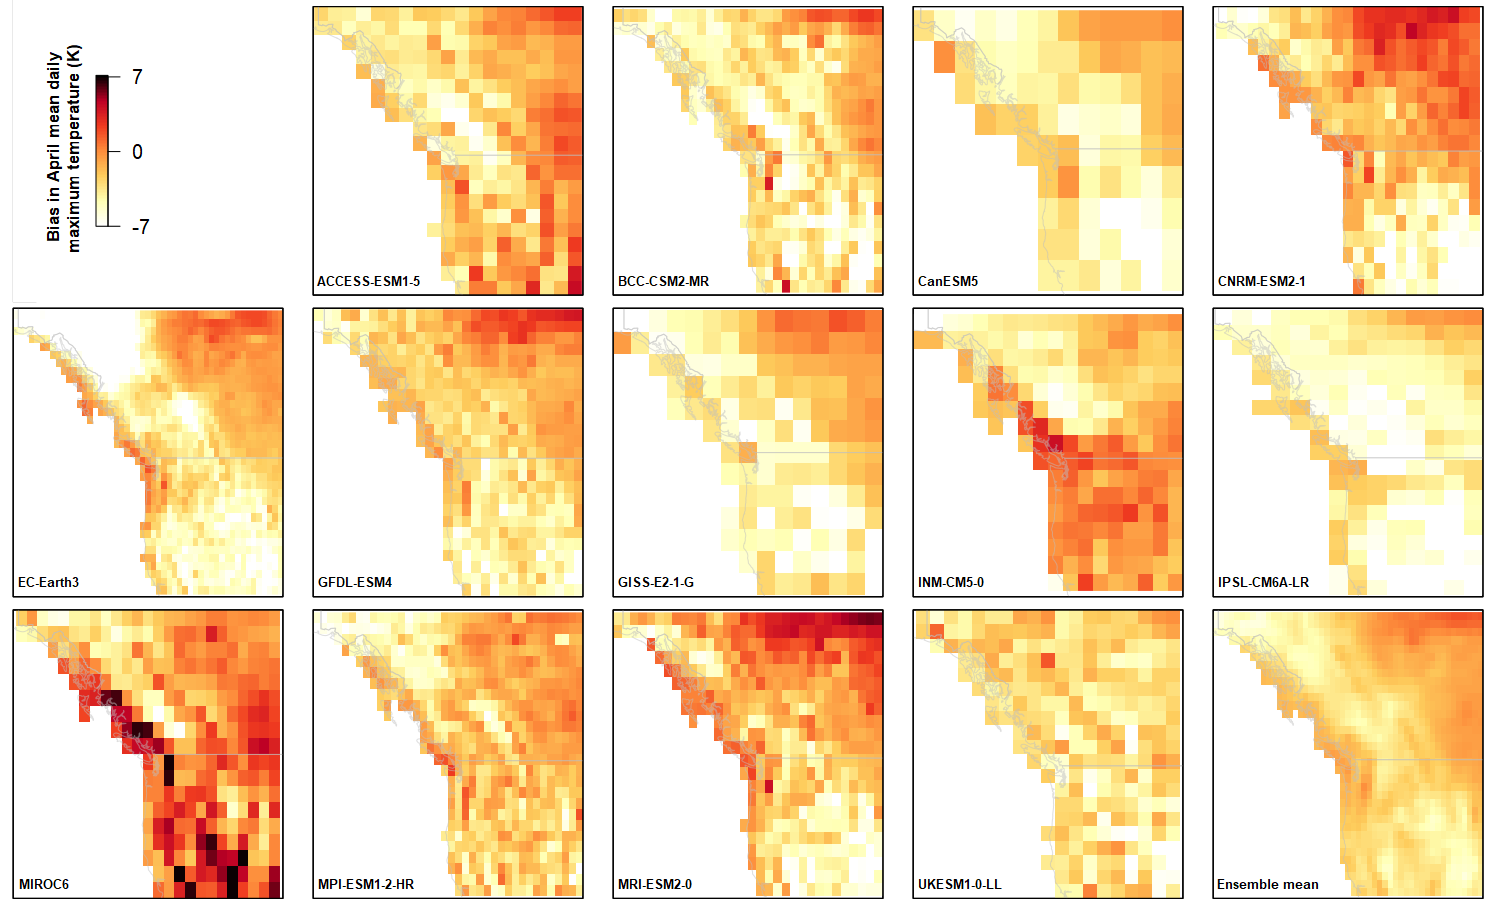 Bias in April mean daily
maximum temperature (K)
7
0
-7
ACCESS-ESM1-5
BCC-CSM2-MR
CanESM5
CNRM-ESM2-1
EC-Earth3
GFDL-ESM4
GISS-E2-1-G
INM-CM5-0
IPSL-CM6A-LR
MIROC6
MPI-ESM1-2-HR
MRI-ESM2-0
UKESM1-0-LL
Ensemble mean